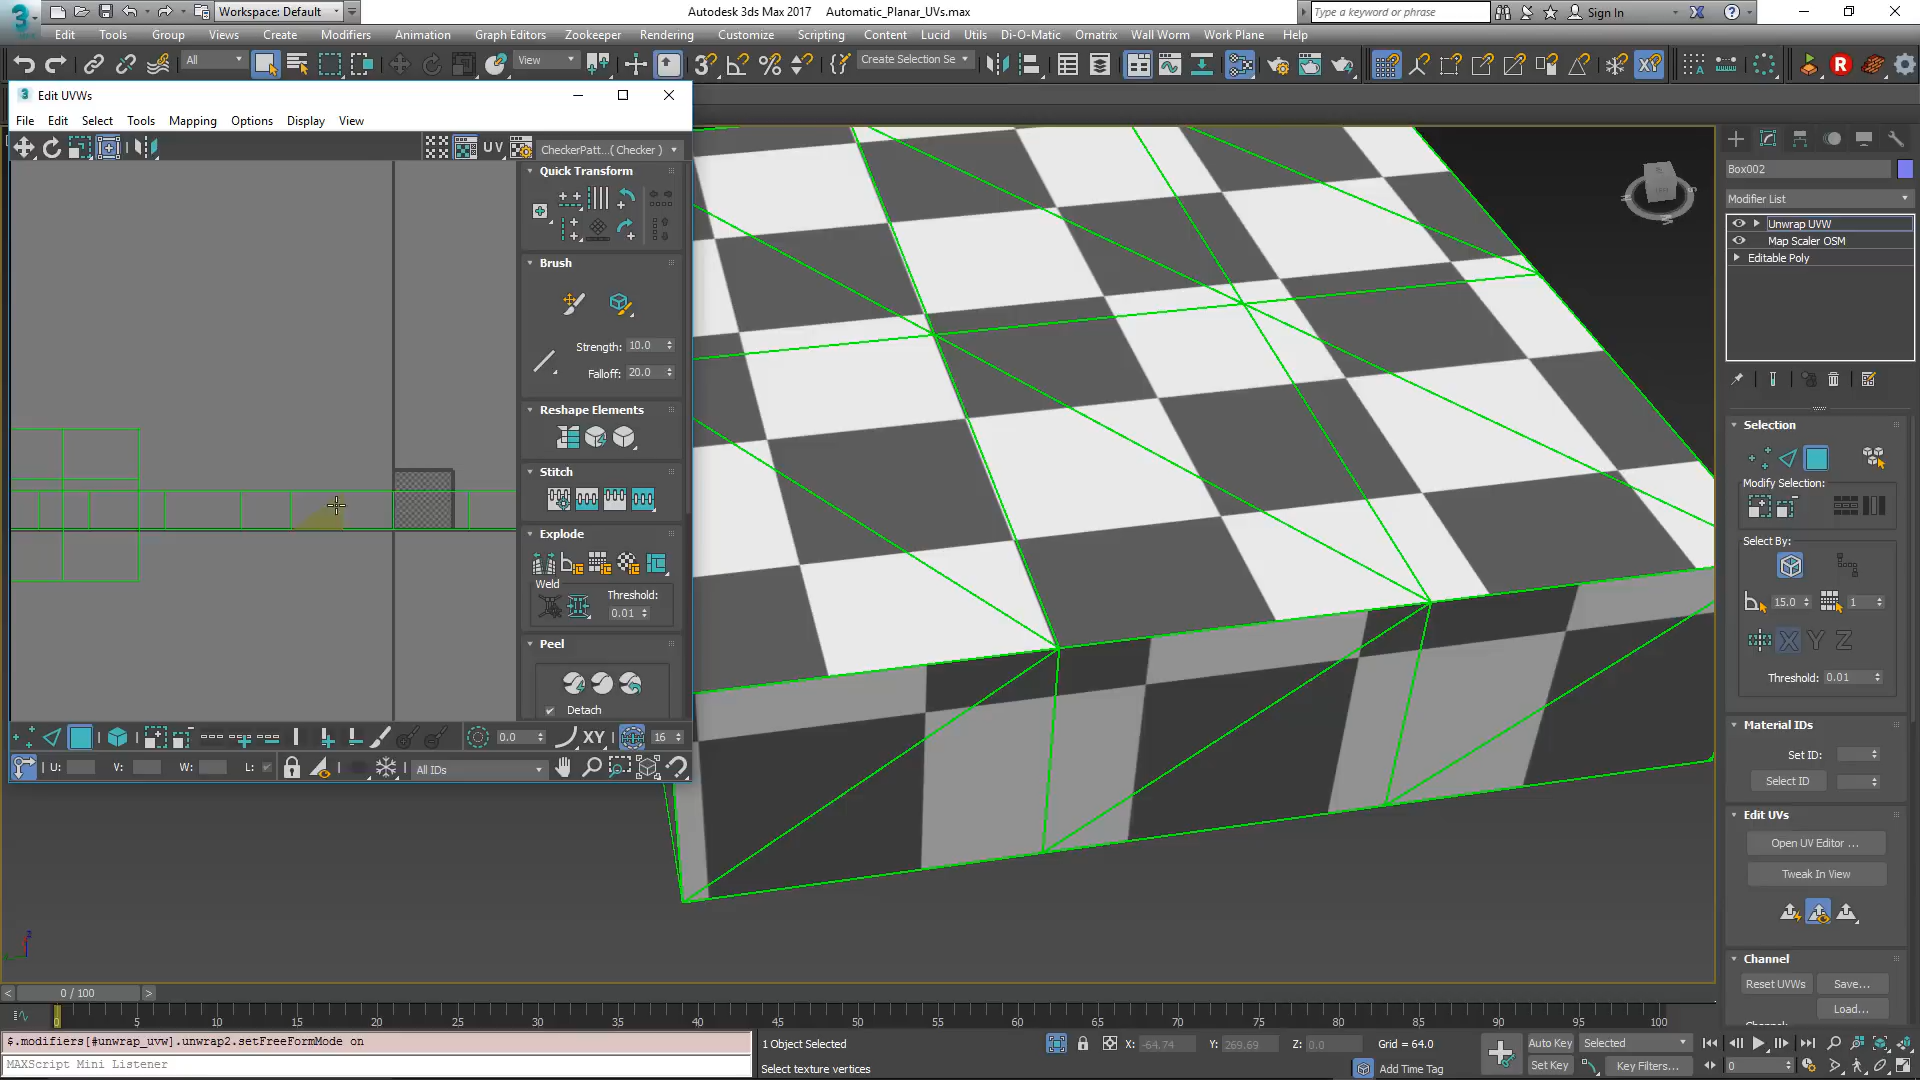 Workspace: Default
Autodesk 3ds Max 2017 Automatic_Planar_UVs.max
Type a keyword or phrase
Sign In
Edit Tools Group Views Create Modifiers Animation Graph Editors Zookeeper Rendering Customize Scripting Content Lucid Utils Di-O-Matic Ornatrix Wall Worm Work Plane Help
All
View
Create Selection Se
Edit UVWs
File Edit Select Tools Mapping Options Display View
UV
CheckerPatt...( Checker )
Quick Transform
Brush
Strength: 10.0
Falloff: 20.0
Reshape Elements
Stitch
Explode
Weld
Threshold:
0.01
Peel
Detach
0.0
XY
16
U:
V:
W:
L:
All IDs
Box002
Modifier List
Unwrap UVW
Map Scaler OSM
Editable Poly
Selection
Modify Selection:
Select By:
15.0
1
X Y Z
Threshold: 0.01
Material IDs
Set ID:
Select ID
Edit UVs
Open UV Editor ...
Tweak In View
Channel
Reset UVWs
Save...
Load...
0 / 100
0 5 10 15 20 25 30 35 40 45 50 55 60 65 70 75 80 85 90 95 100
$.modifiers[#unwrap_uvw].unwrap2.setFreeFormMode on
MAXScript Mini Listener
1 Object Selected
Select texture vertices
X: -64.74
Y: 269.69
Z: 0.0
Grid = 64.0
Add Time Tag
Auto Key
Selected
Set Key
Key Filters...
0